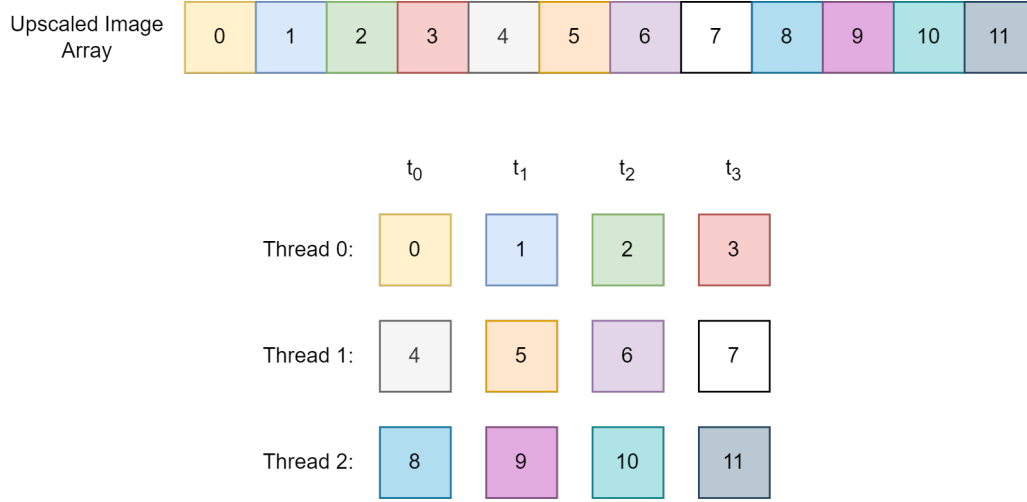 Upscaled Image
Array
0 1 2 3 4 5 6 7 8 9 10 11
t0 t1 t2 t3
Thread 0: 0 1 2 3
Thread 1: 4 5 6 7
Thread 2: 8 9 10 11